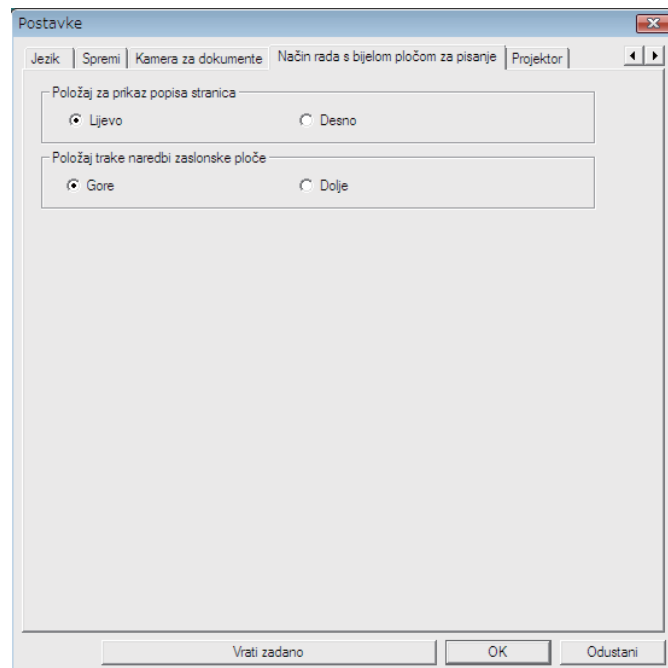 Postavke
Jezik Spremi Kamera za dokumente Način rada s bijelom pločom za pisanje Projektor
Položaj za prikaz popisa stranica
Lijevo Desno
Položaj trake naredbi zaslonske ploče
Gore Dolje
Vrati zadano OK Odustani